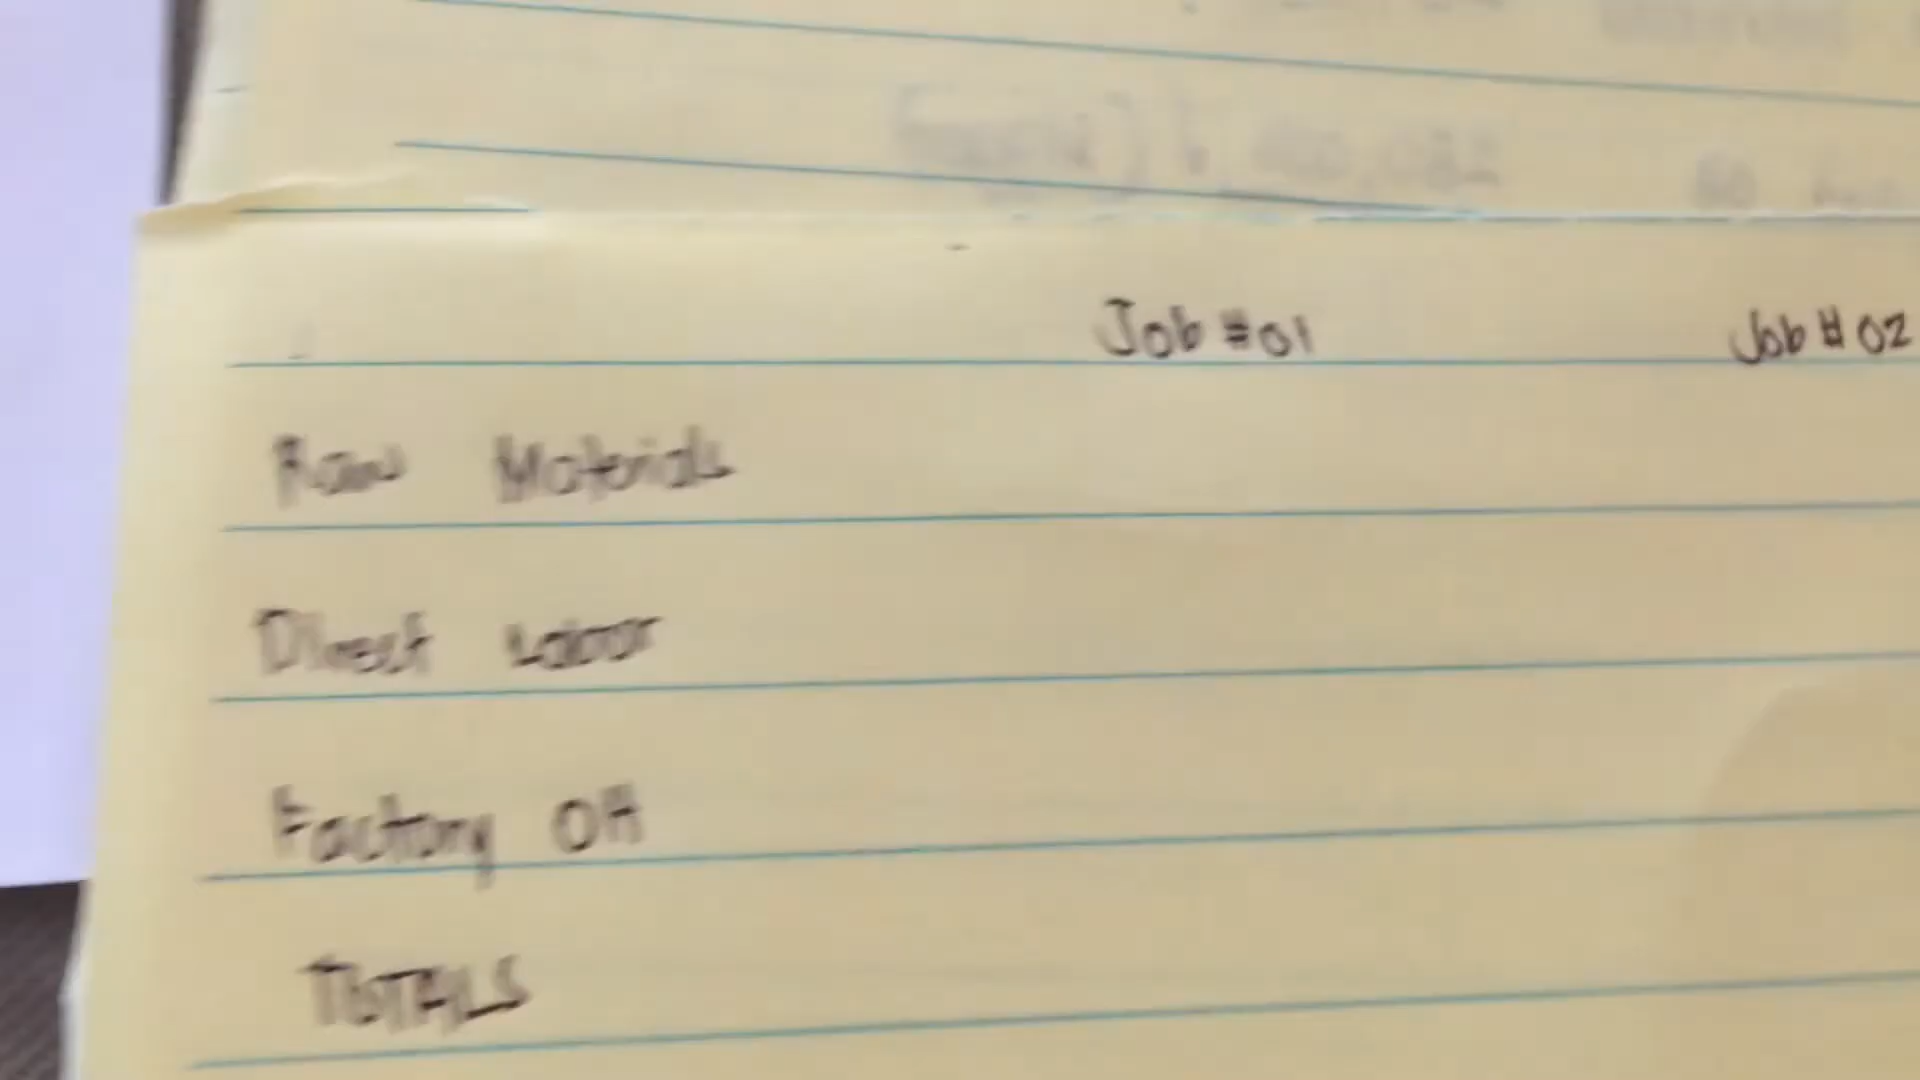 Job #01 Job #02
Raw Materials
Direct Labor
Factory OH
TOTALS